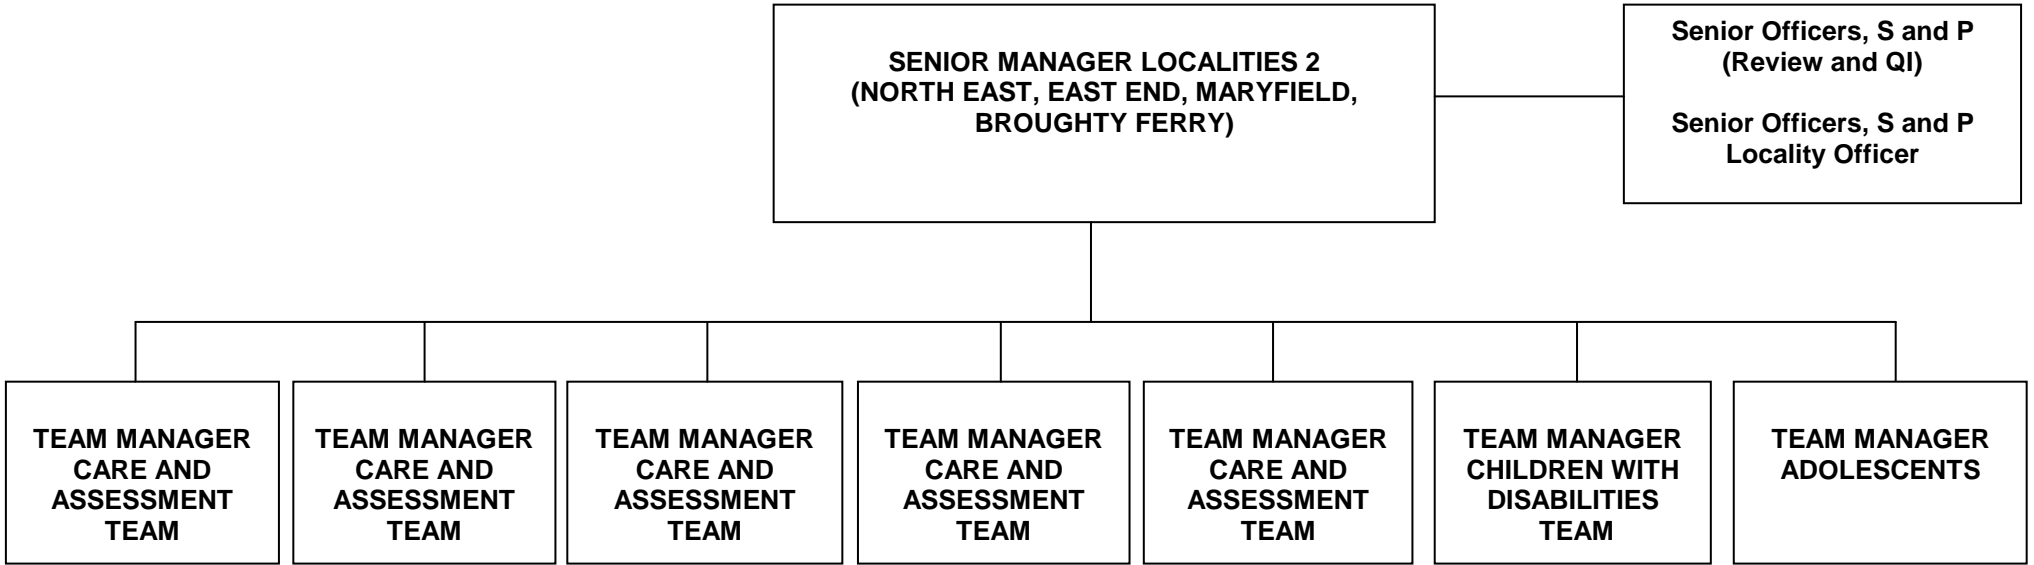 SENIOR MANAGER LOCALITIES 2
(NORTH EAST, EAST END, MARYFIELD,
BROUGHTY FERRY)
Senior Officers, S and P
(Review and QI)
Senior Officers, S and P
Locality Officer
TEAM MANAGER
CARE AND
ASSESSMENT
TEAM
TEAM MANAGER
CARE AND
ASSESSMENT
TEAM
TEAM MANAGER
CARE AND
ASSESSMENT
TEAM
TEAM MANAGER
CARE AND
ASSESSMENT
TEAM
TEAM MANAGER
CARE AND
ASSESSMENT
TEAM
TEAM MANAGER
CHILDREN WITH
DISABILITIES
TEAM
TEAM MANAGER
ADOLESCENTS